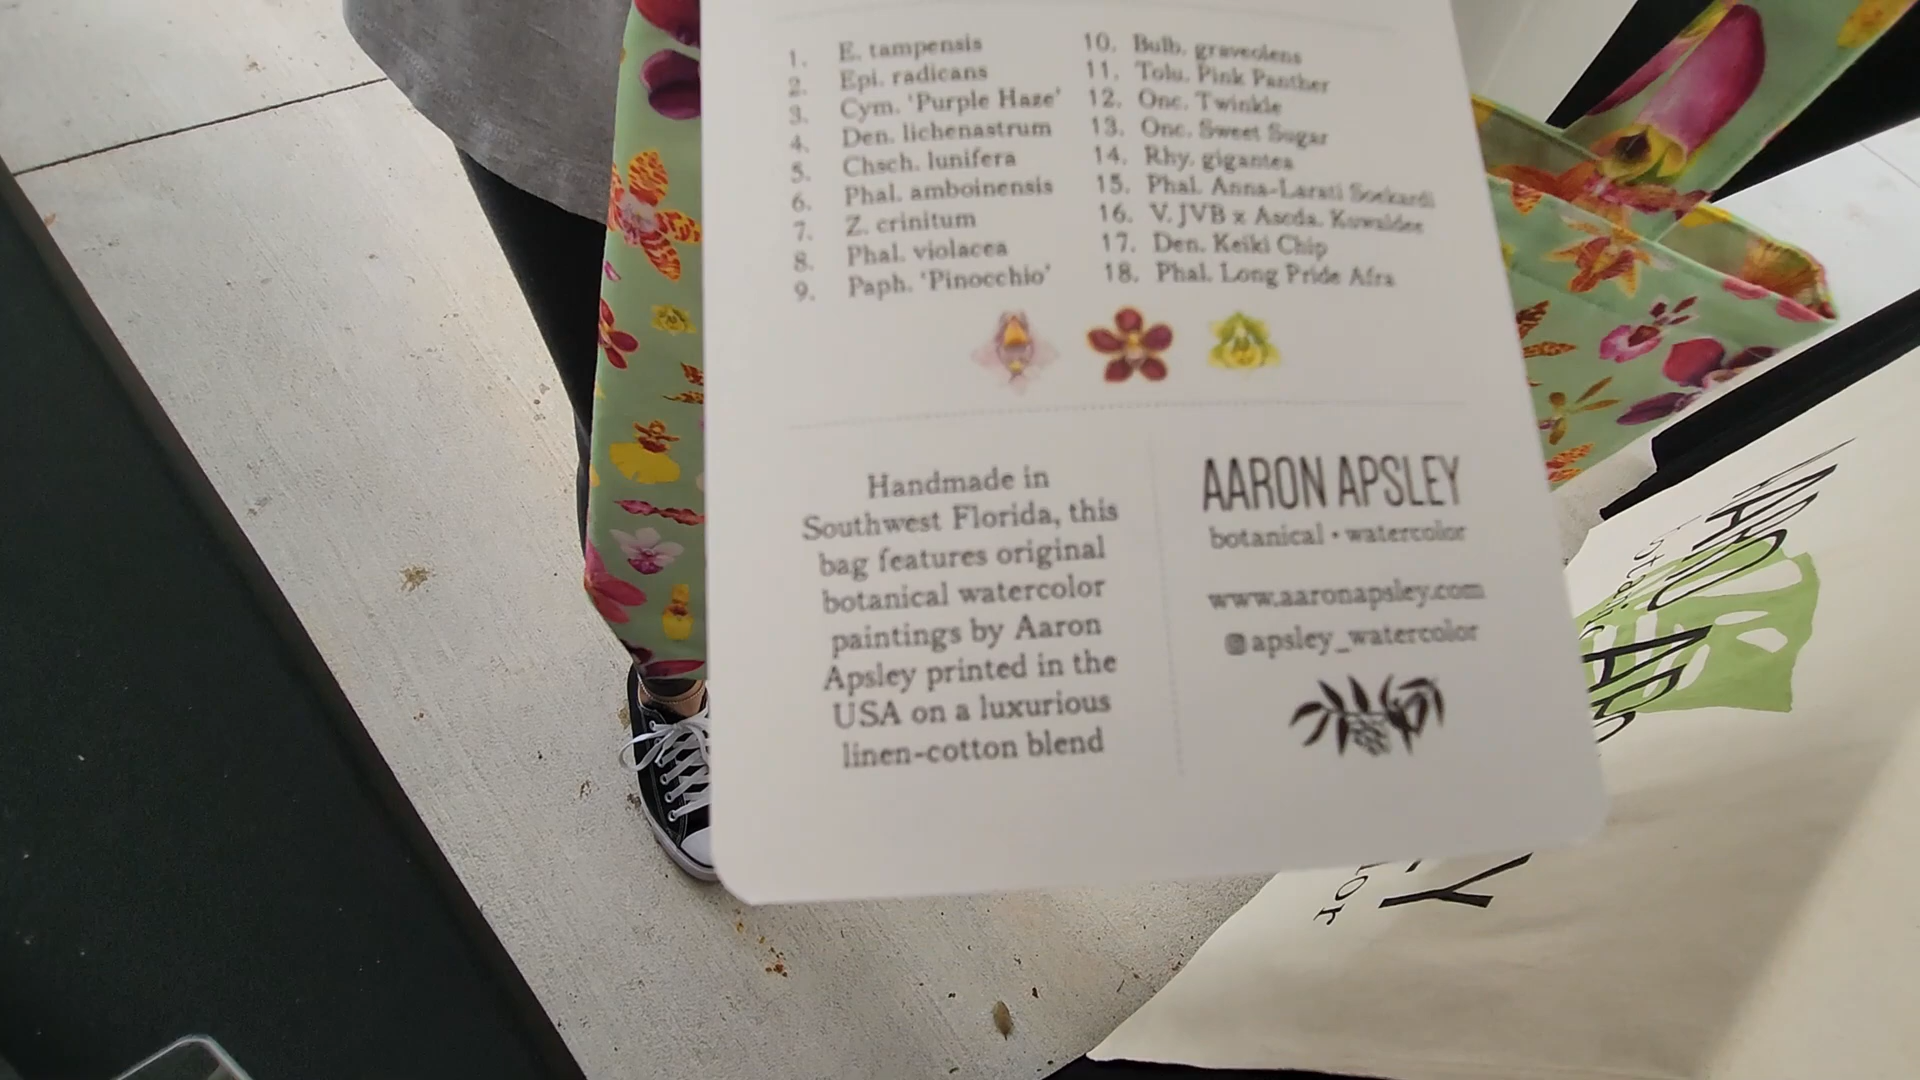 1. E. tampensis
2. Epi. radicans
3. Cym. 'Purple Haze'
4. Den. lichenastrum
5. Chsch. lunifera
6. Phal. amboinensis
7. Z. crinitum
8. Phal. violacea
9. Paph. 'Pinocchio'
10. Bulb. graveolens
11. Tolu. Pink Panther
12. Onc. Twinkle
13. Onc. Sweet Sugar
14. Rhy. gigantea
15. Phal. Anna-Larati Soekardi
16. V. JVB x Ascda. Kuwaldee
17. Den. Keiki Chip
18. Phal. Long Pride Afra
Handmade in
Southwest Florida, this
bag features original
botanical watercolor
paintings by Aaron
Apsley printed in the
USA on a luxurious
linen-cotton blend
AARON APSLEY
botanical • watercolor
www.aaronapsley.com
@apsley_watercolor